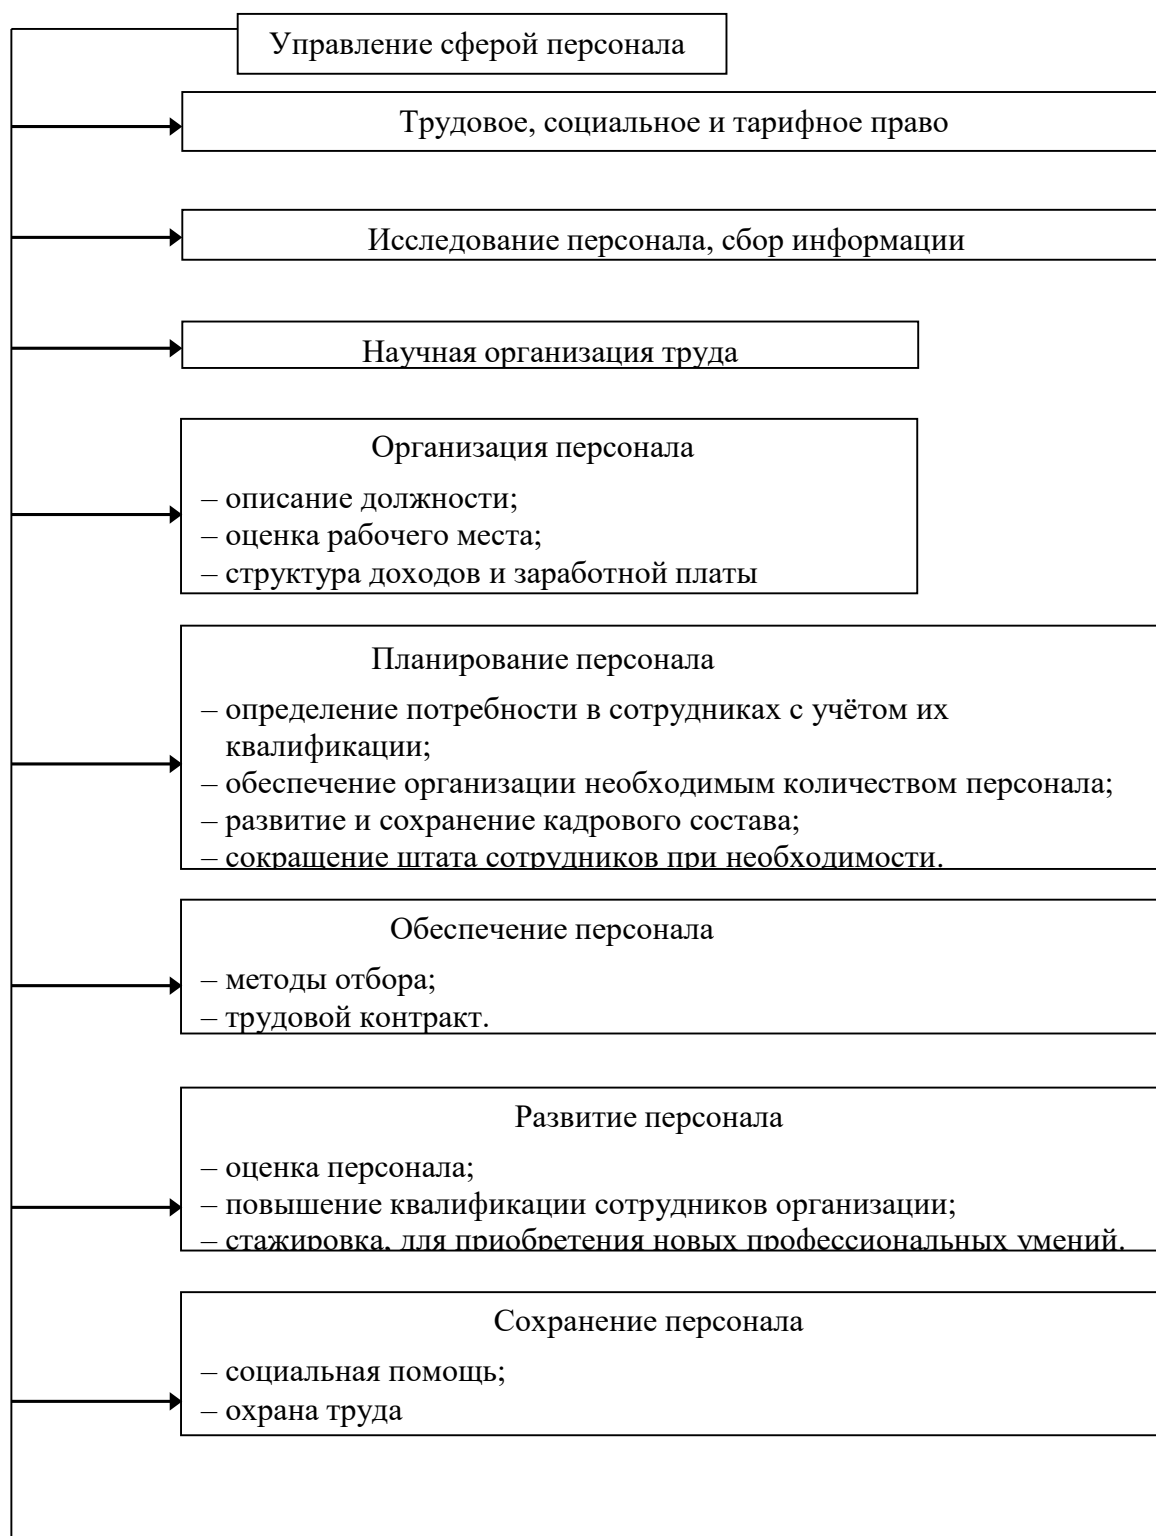 Управление сферой персонала
Трудовое, социальное и тарифное право
Исследование персонала, сбор информации
Научная организация труда
Организация персонала
– описание должности;
– оценка рабочего места;
– структура доходов и заработной платы
Планирование персонала
– определение потребности в сотрудниках с учётом их
квалификации;
– обеспечение организации необходимым количеством персонала;
– развитие и сохранение кадрового состава;
– сокращение штата сотрудников при необходимости.
Обеспечение персонала
– методы отбора;
– трудовой контракт.
Развитие персонала
– оценка персонала;
– повышение квалификации сотрудников организации;
– стажировка, для приобретения новых профессиональных умений.
Сохранение персонала
– социальная помощь;
– охрана труда